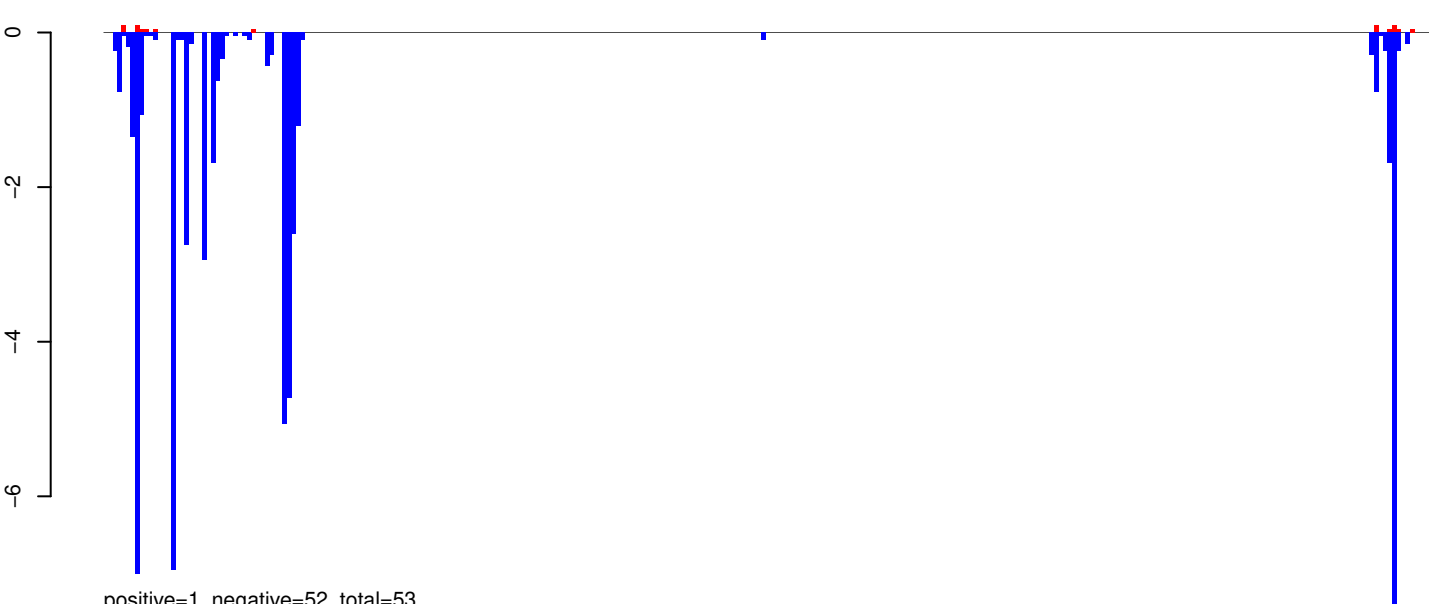 0
−2
−4
−6
positive=1, negative=52, total=53